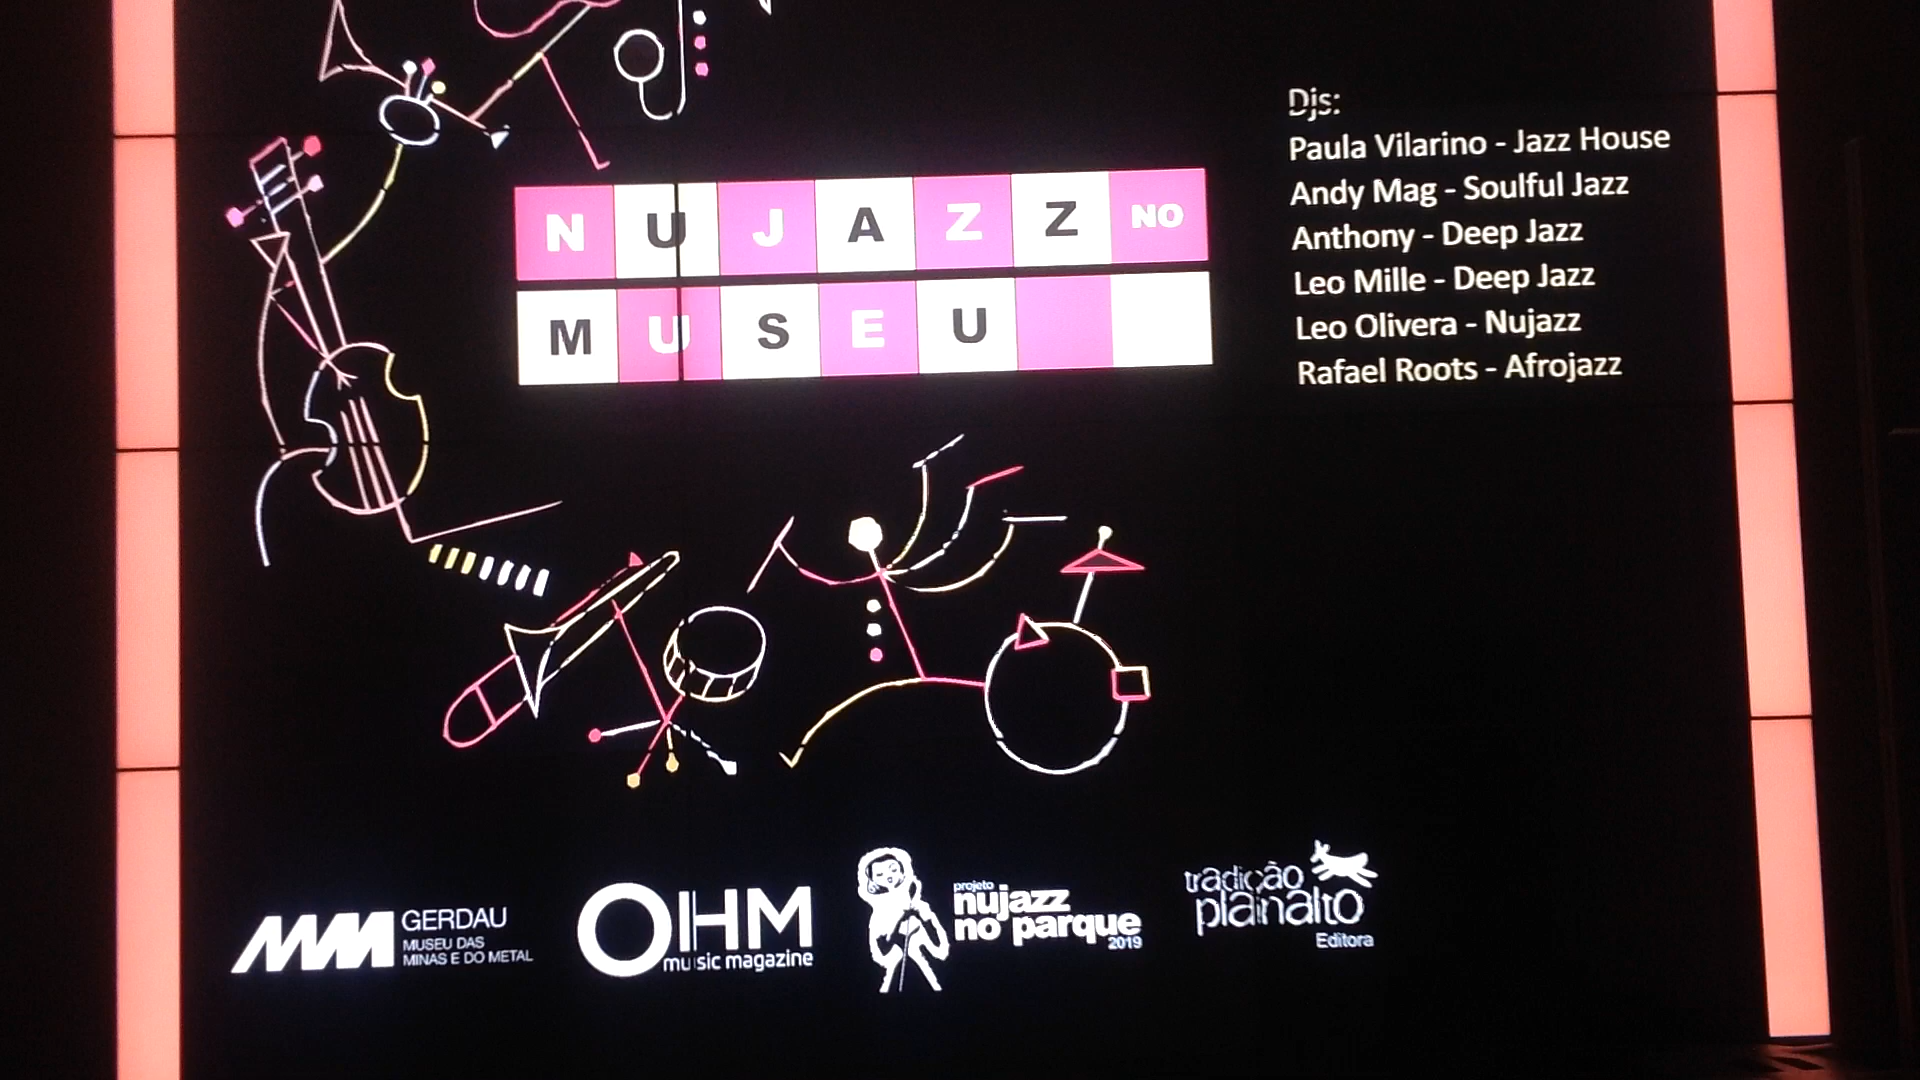 NUJAZZ NO
MUSEU
Djs:
Paula Vilarino - Jazz House
Andy Mag - Soulful Jazz
Anthony - Deep Jazz
Leo Mille - Deep Jazz
Leo Olivera - Nujazz
Rafael Roots - Afrojazz
MM GERDAU
MUSEU DAS
MINAS E DO METAL
OHM
music magazine
projeto
nujazz
no parque
2019
tradição
planalto
Editora